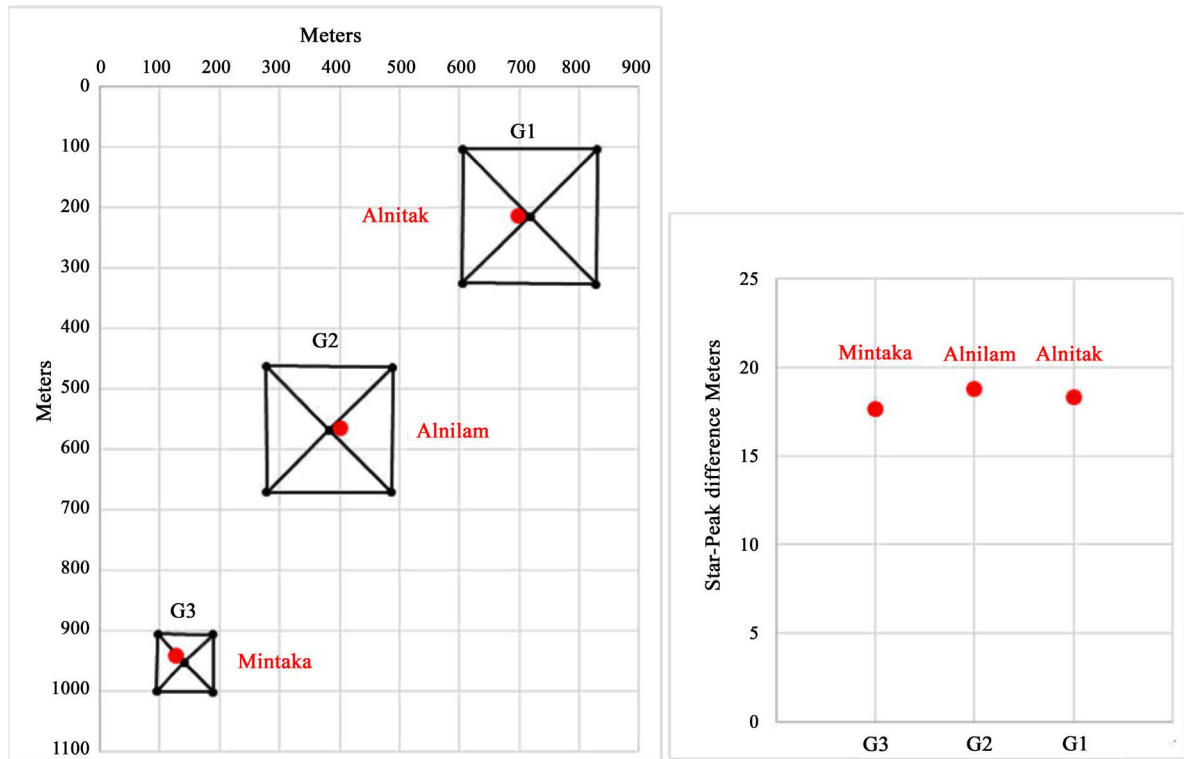 Meters
0 100 200 300 400 500 600 700 800 900
0
G1
100
200
Alnitak
300
400
G2
500
Meters
Alnilam
600
700
800
G3
900
Mintaka
1000
1100
25
Mintaka Alnilam Alnitak
20
Star-Peak difference Meters
15
10
5
0
G3 G2 G1